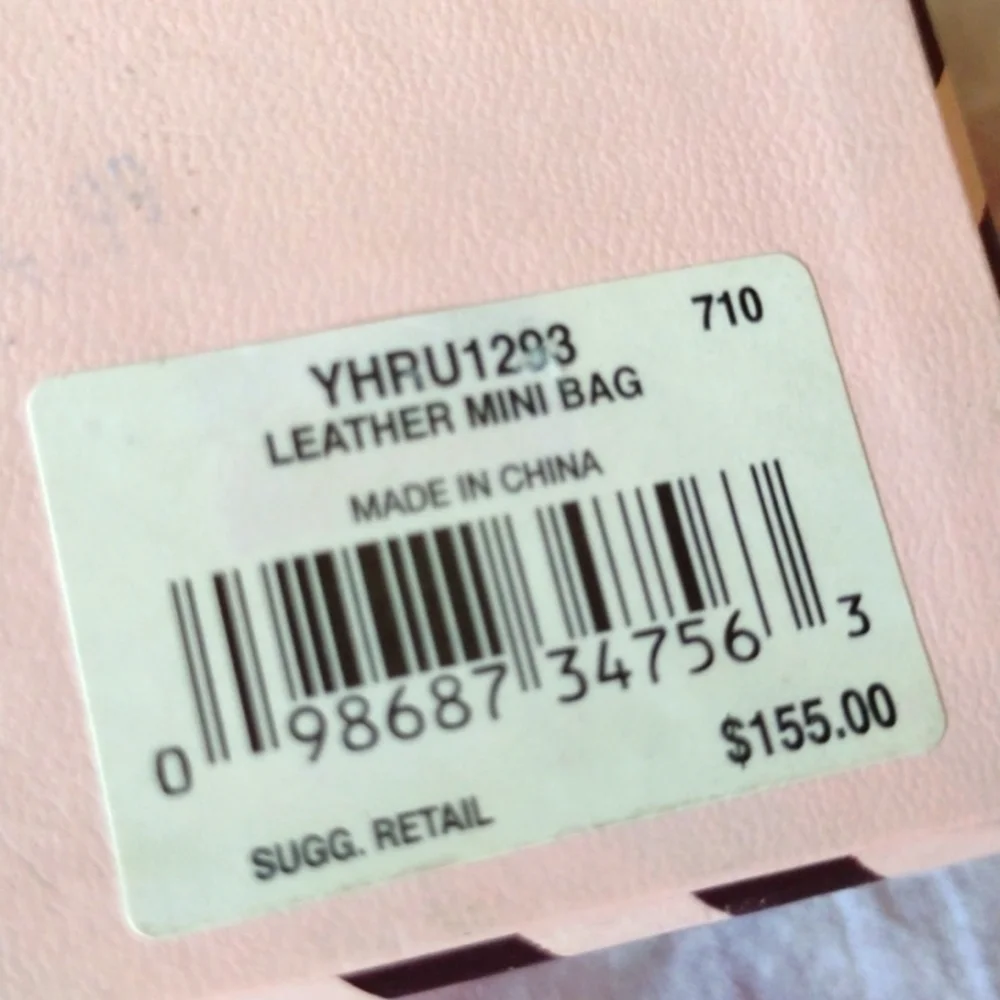 710
YHRU1293
LEATHER MINI BAG
MADE IN CHINA
0 98687 34756 3
$155.00
SUGG. RETAIL